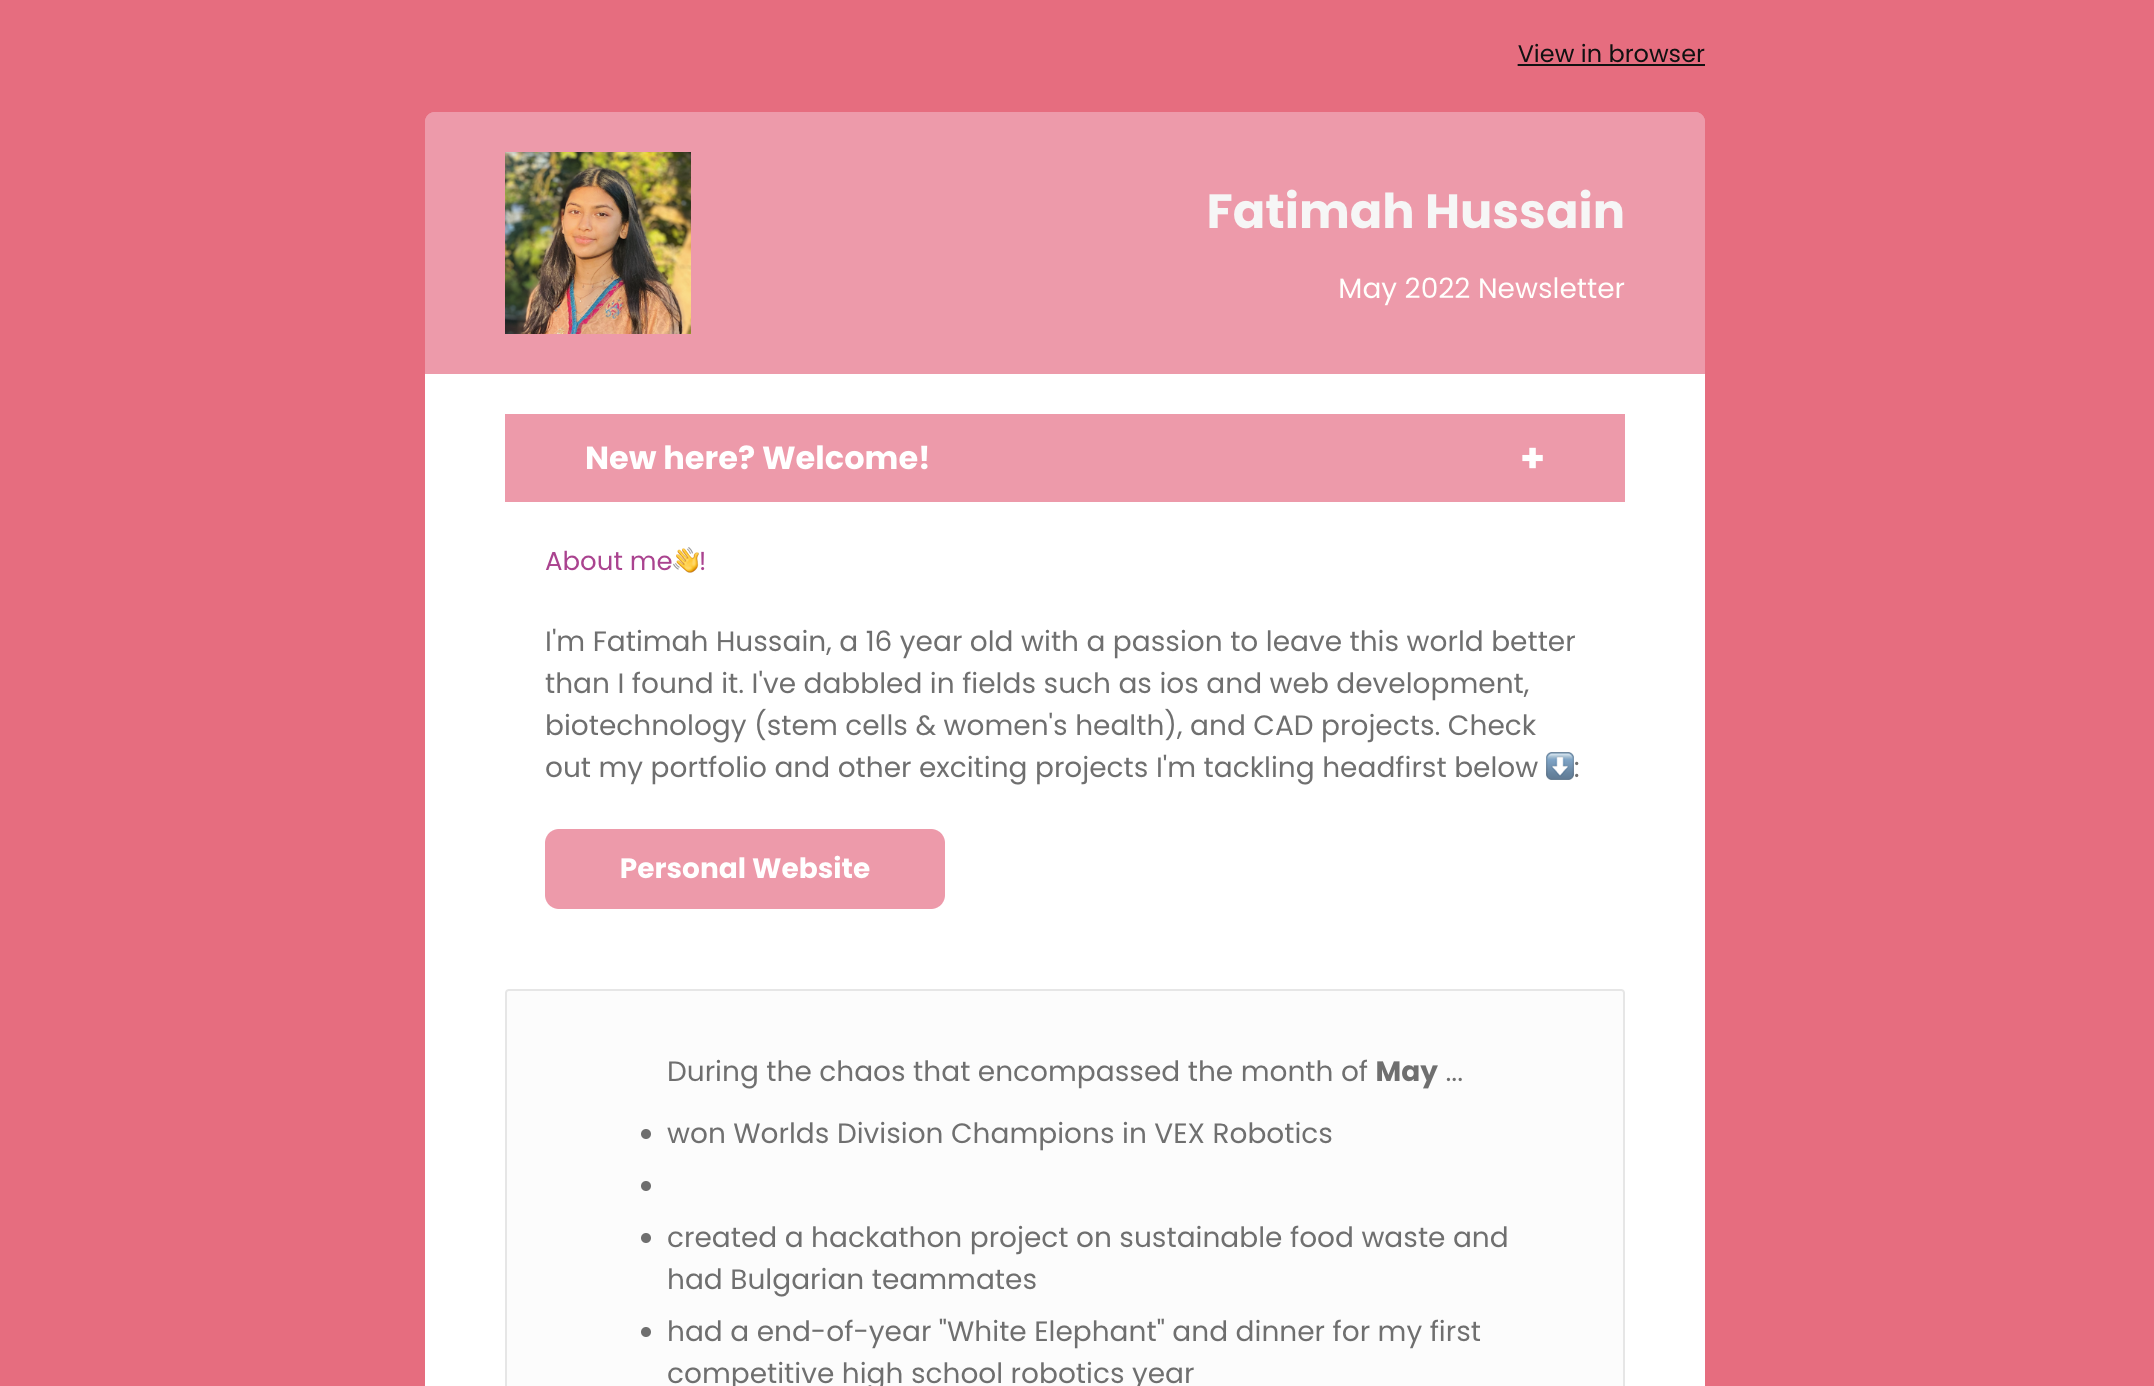 View in browser
Fatimah Hussain
May 2022 Newsletter
New here? Welcome!
+
About me👋!
I'm Fatimah Hussain, a 16 year old with a passion to leave this world better
than I found it. I've dabbled in fields such as ios and web development,
biotechnology (stem cells & women's health), and CAD projects. Check
out my portfolio and other exciting projects I'm tackling headfirst below ⬇️:
Personal Website
During the chaos that encompassed the month of May ...
• won Worlds Division Champions in VEX Robotics
•
• created a hackathon project on sustainable food waste and
had Bulgarian teammates
• had a end-of-year "White Elephant" and dinner for my first
competitive high school robotics year